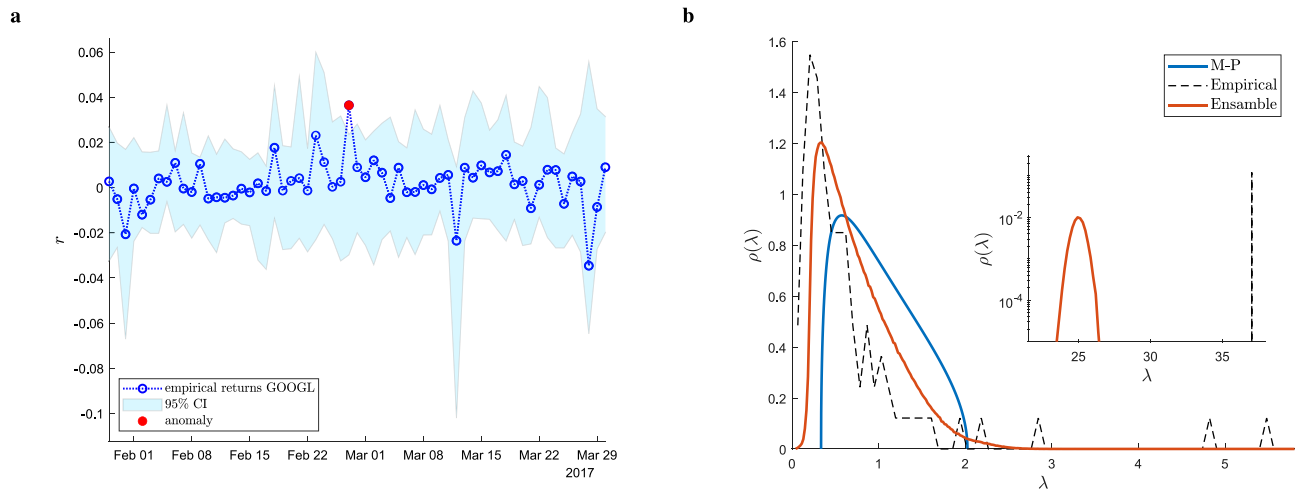 a
0.06
0.04
0.02
0
-0.02
-0.04
-0.06
-0.08
-0.1
r
empirical returns GOOGL
95% CI
anomaly
Feb 01
Feb 08
Feb 15
Feb 22
Mar 01
Mar 08
Mar 15
Mar 22
Mar 29
2017
b
1.6
1.4
1.2
1
0.8
0.6
0.4
0.2
0
ρ(λ)
M-P
Empirical
Ensamble
10-2
10-4
ρ(λ)
25
30
35
λ
0
1
2
3
4
5
λ